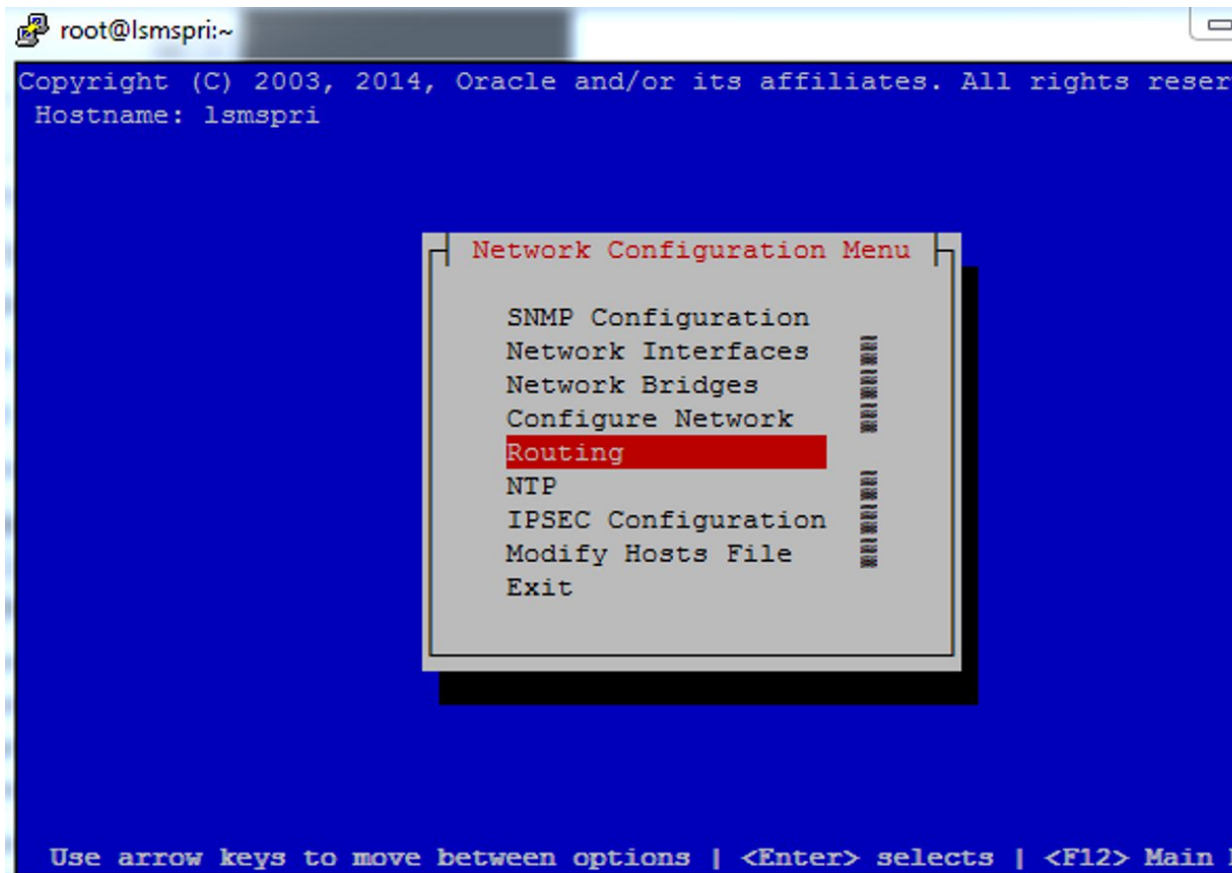 root@lsmspri:~
Copyright (C) 2003, 2014, Oracle and/or its affiliates. All rights reser
Hostname: lsmspri
Network Configuration Menu
SNMP Configuration
Network Interfaces
Network Bridges
Configure Network
Routing
NTP
IPSEC Configuration
Modify Hosts File
Exit
Use arrow keys to move between options | <Enter> selects | <F12> Main